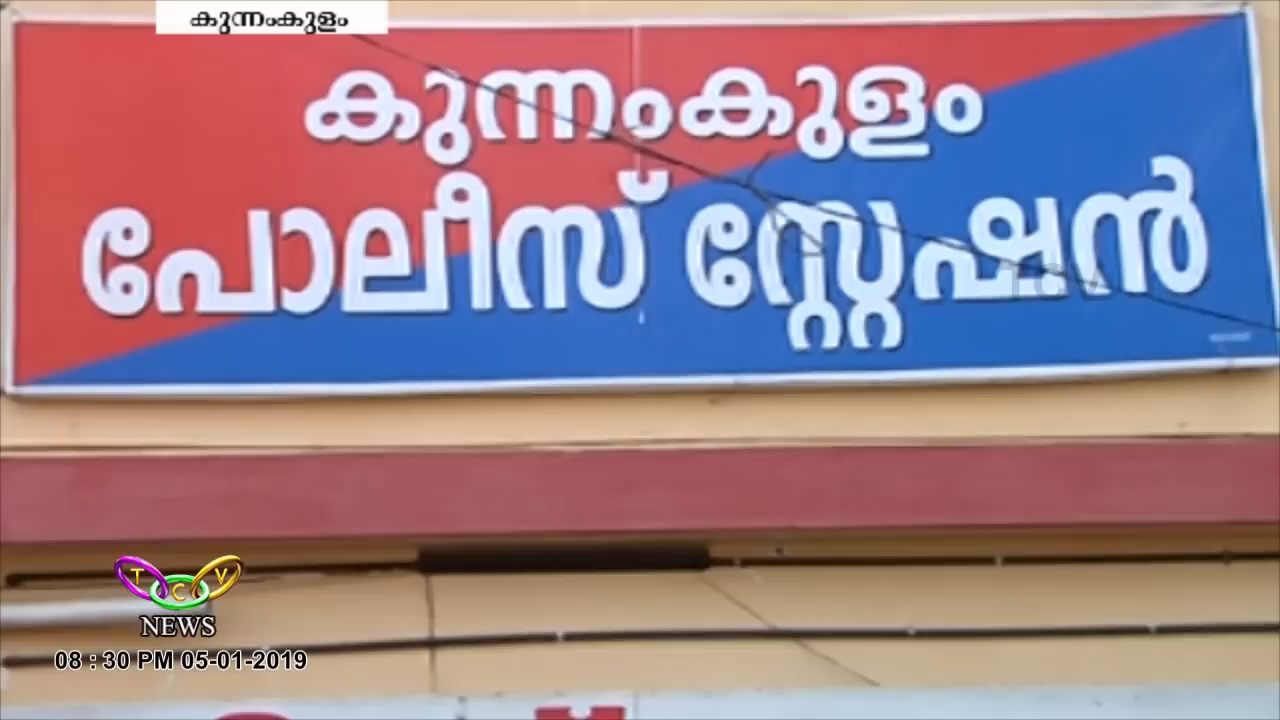 കുന്നംകുളം
കുന്നംകുളം
പോലീസ് സ്റ്റേഷൻ
TCV
T C V
NEWS
08 : 30 PM 05-01-2019